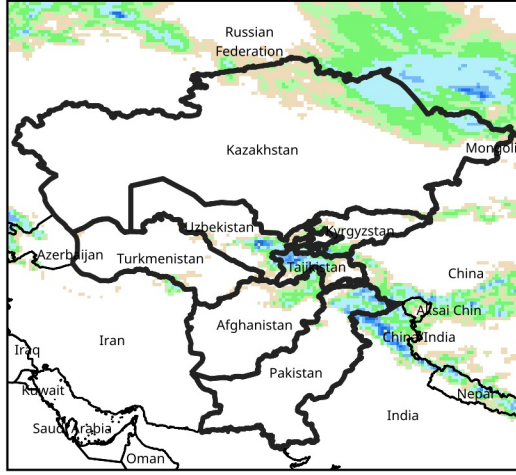 Russian
Federation
Kazakhstan
Mongoli
Uzbekistan
Kyrgyzstan
Azerbaijan
Turkmenistan
Tajikistan
China
Aksai Chin
Afghanistan
Iran
China/India
Iraq
Pakistan
Kuwait
Nepal
India
Saudi Arabia
Oman